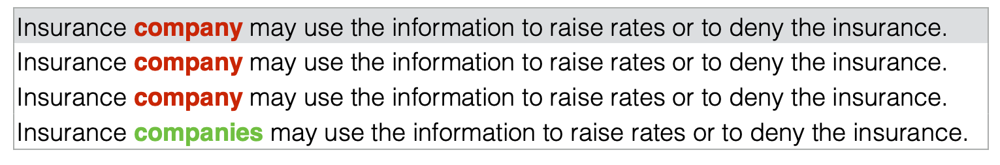 Insurance company may use the information to raise rates or to deny the insurance.
Insurance company may use the information to raise rates or to deny the insurance.
Insurance company may use the information to raise rates or to deny the insurance.
Insurance companies may use the information to raise rates or to deny the insurance.